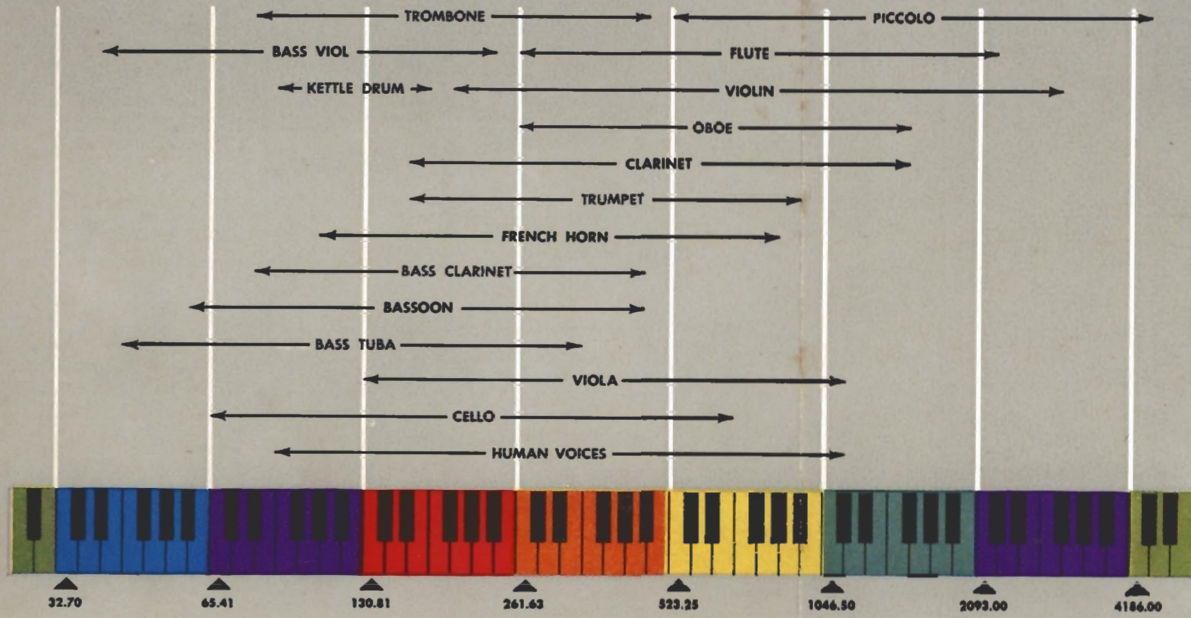 TROMBONE PICCOLO
BASS VIOL FLUTE
KETTLE DRUM VIOLIN
OBOE
CLARINET
TRUMPET
FRENCH HORN
BASS CLARINET
BASSOON
BASS TUBA
VIOLA
CELLO
HUMAN VOICES
32.70 65.41 130.81 261.63 523.25 1046.50 2093.00 4186.00